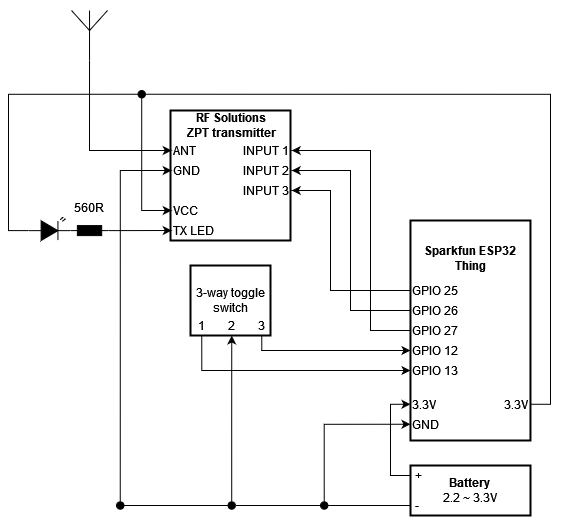 RF Solutions
ZPT transmitter
ANT
INPUT 1
GND
INPUT 2
INPUT 3
560R
VCC
TX LED
Sparkfun ESP32
Thing
3-way toggle
switch
1 2 3
GPIO 25
GPIO 26
GPIO 27
GPIO 12
GPIO 13
3.3V 3.3V
GND
+
-
Battery
2.2 ~ 3.3V